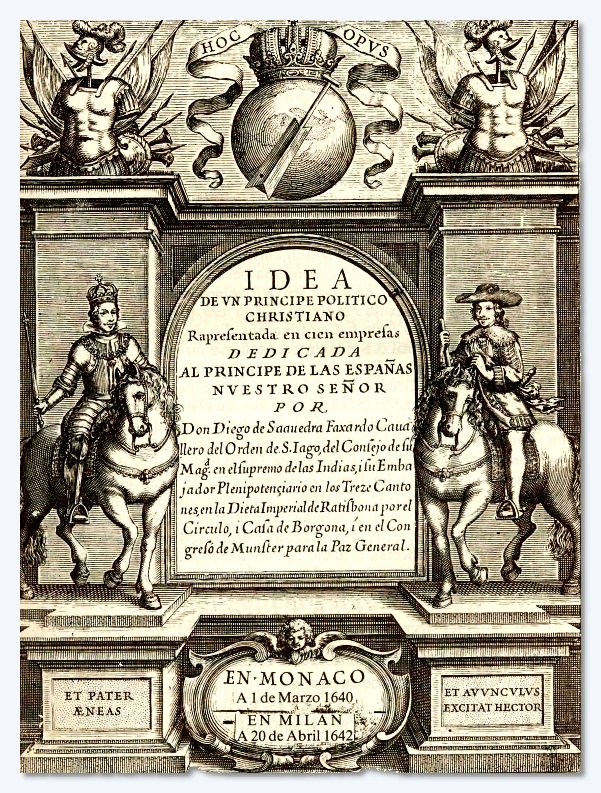 HOC OPVS
IDEA
DE VN PRINCIPE POLITICO
CHRISTIANO
Rapresentada en cien empresas
DEDICADA
AL PRINCIPE DE LAS ESPAÑAS
NVESTRO SEÑOR
POR
Don Diego de Saauedra Faxardo Caua
llero del Orden de S. Iago, del Consejo de su
Mag.d en el supremo de las Indias, i su Emba
jador Plenipotençiario en los Treze Canto
nes, en la Dieta Imperial de Ratisbona por el
Circulo, i Casa de Borgoña, i en el Con
greso de Munster para la Paz General.
ET PATER
ÆNEAS
EN·MONACO
A 1 de Marzo 1640
EN MILAN
A 20 de Abril 1642
ET AVVNCVLVS
EXCITAT HECTOR